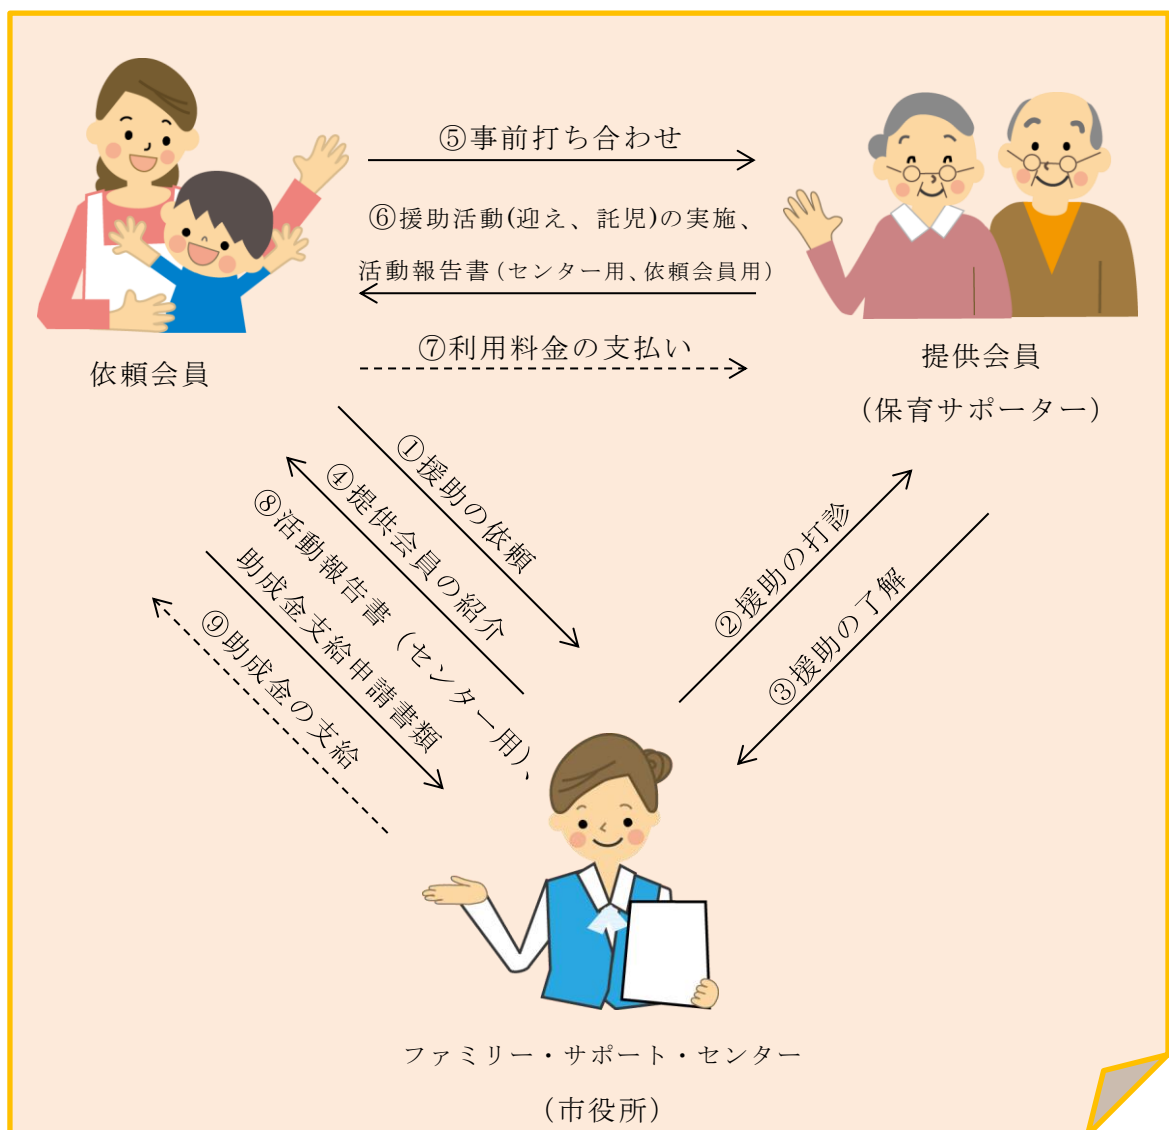 ⑤事前打ち合わせ
⑥援助活動(迎え、託児)の実施、
活動報告書(センター用、依頼会員用)
⑦利用料金の支払い
依頼会員
提供会員
(保育サポーター)
①援助の依頼
④提供会員の紹介
⑧活動報告書(センター用)、
助成金支給申請書類
⑨助成金の支給
②援助の打診
③援助の了解
ファミリー・サポート・センター
(市役所)